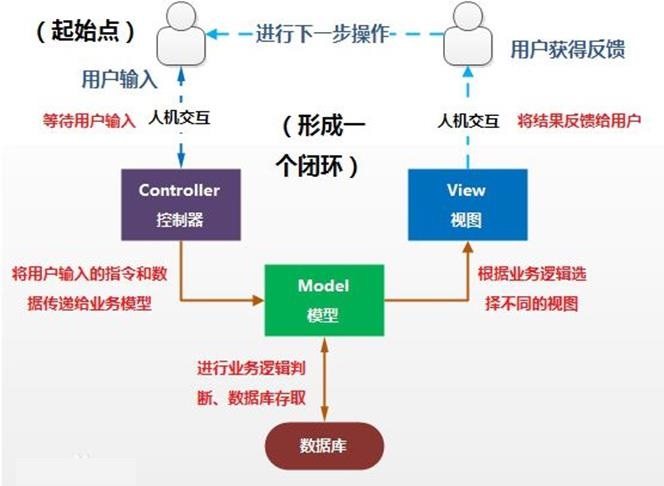 （起始点）
进行下一步操作
用户输入
用户获得反馈
等待用户输入
人机交互
（形成一
个闭环）
人机交互
将结果反馈给用户
Controller
控制器
View
视图
将用户输入的指令和数
据传递给业务模型
Model
模型
根据业务逻辑选
择不同的视图
进行业务逻辑判
断、数据库存取
数据库